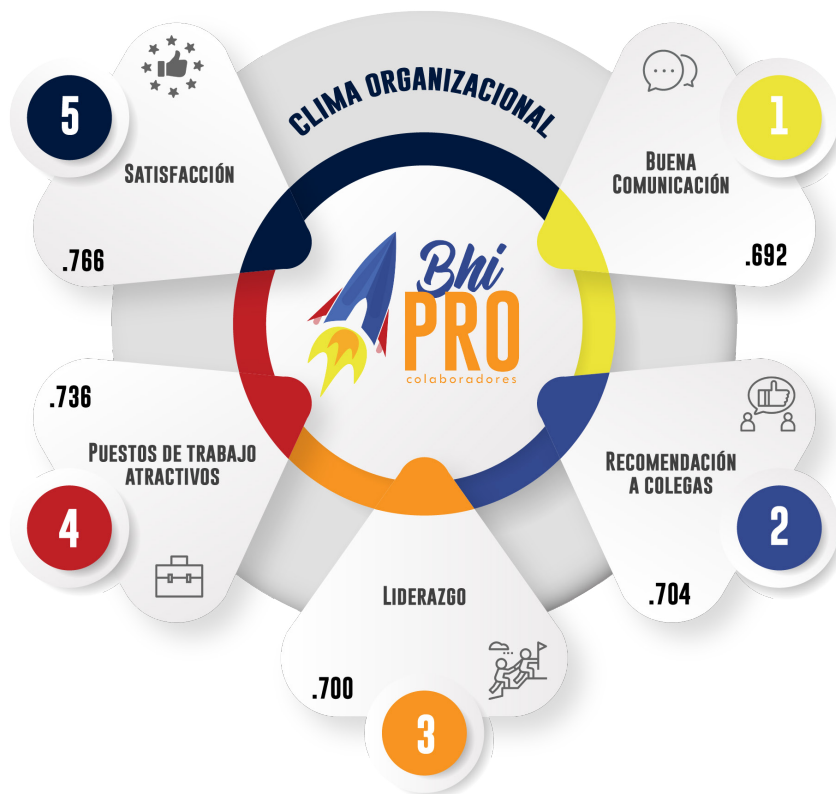 CLIMA ORGANIZACIONAL
1
BUENA
COMUNICACIÓN
.692
2
RECOMENDACIÓN
A COLEGAS
.704
3
LIDERAZGO
.700
4
PUESTOS DE TRABAJO
ATRACTIVOS
.736
5
SATISFACCIÓN
.766
Bhi
PRO
colaboradores